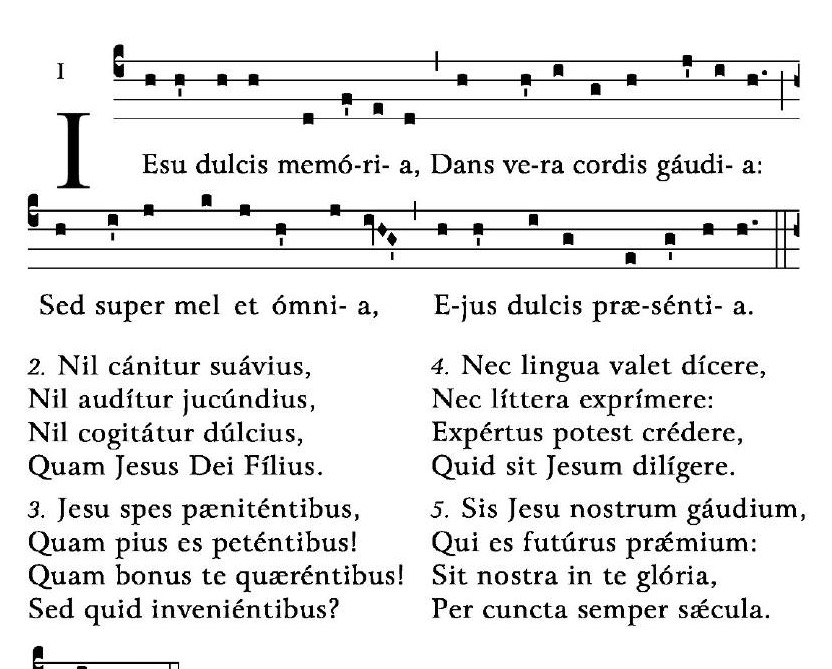 I
IEsu dulcis memó-ri- a, Dans ve-ra cordis gáudi- a:
Sed super mel et ómni- a, E-jus dulcis præ-sénti- a.
2. Nil cánitur suávius,
Nil audítur jucúndius,
Nil cogitátur dúlcius,
Quam Jesus Dei Fílius.
3. Jesu spes pæniténtibus,
Quam pius es peténtibus!
Quam bonus te quæréntibus!
Sed quid inveniéntibus?
4. Nec lingua valet dícere,
Nec líttera exprímere:
Expértus potest crédere,
Quid sit Jesum dilígere.
5. Sis Jesu nostrum gáudium,
Qui es futúrus prǽmium:
Sit nostra in te glória,
Per cuncta semper sǽcula.